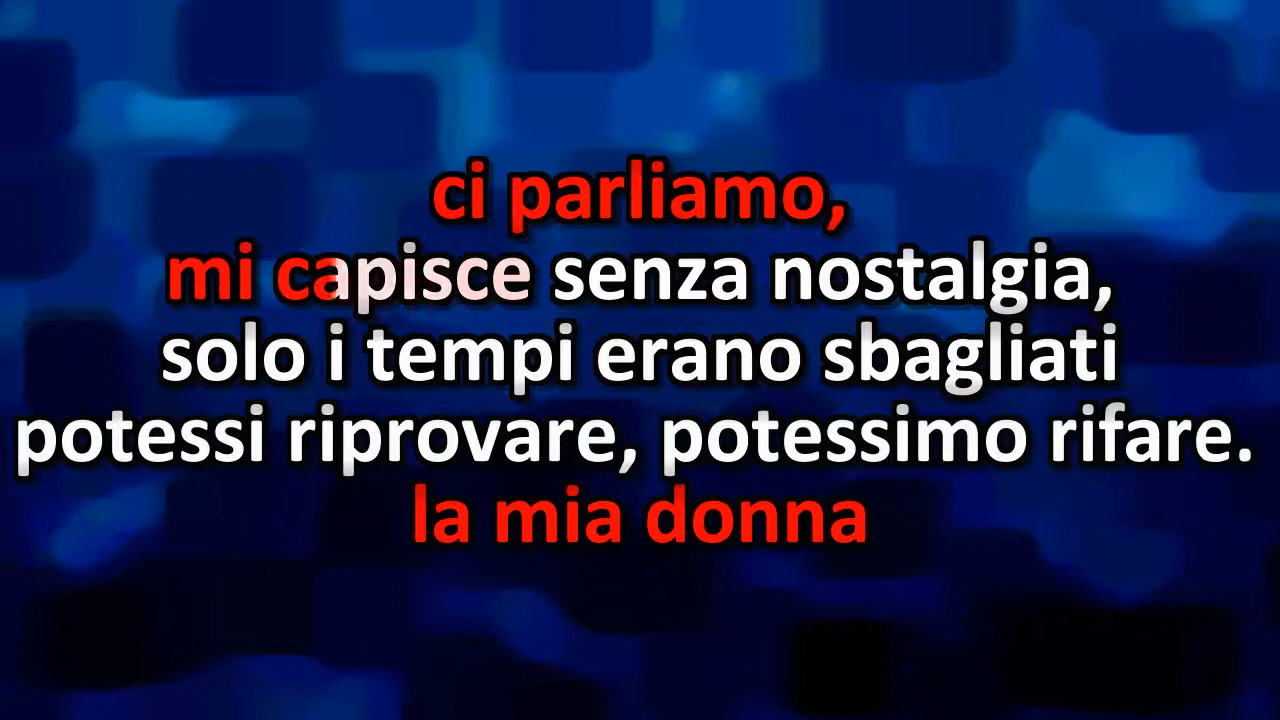 ci parliamo,
mi capisce senza nostalgia,
solo i tempi erano sbagliati
potessi riprovare, potessimo rifare.
la mia donna